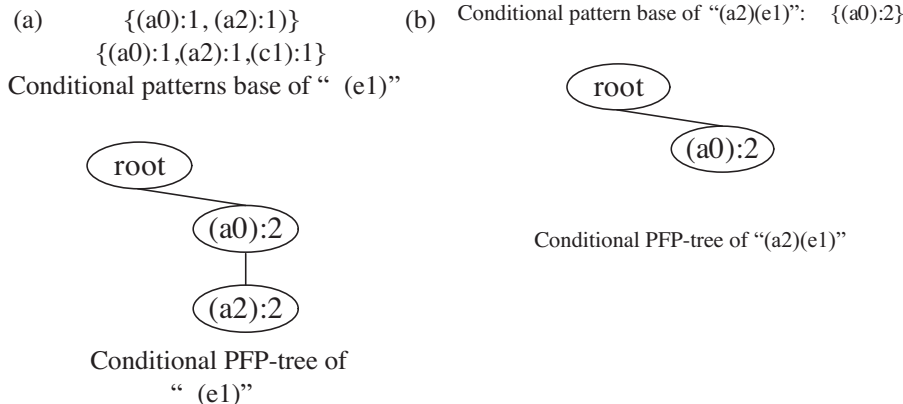 (a) {(a0):1, (a2):1)}
{(a0):1,(a2):1,(c1):1}
Conditional patterns base of “ (e1)”
root
(a0):2
(a2):2
Conditional PFP-tree of
“ (e1)”
(b) Conditional pattern base of “(a2)(e1)”: {(a0):2}
root
(a0):2
Conditional PFP-tree of “(a2)(e1)”